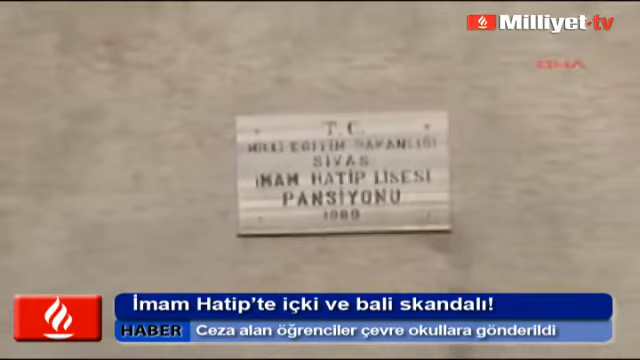 Milliyet.tv
DHA
T.C.
MİLLİ EĞİTİM BAKANLIĞI
SİVAS
İMAM HATİP LİSESİ
PANSİYONU
1989
İmam Hatip'te içki ve bali skandalı!
HABER Ceza alan öğrenciler çevre okullara gönderildi